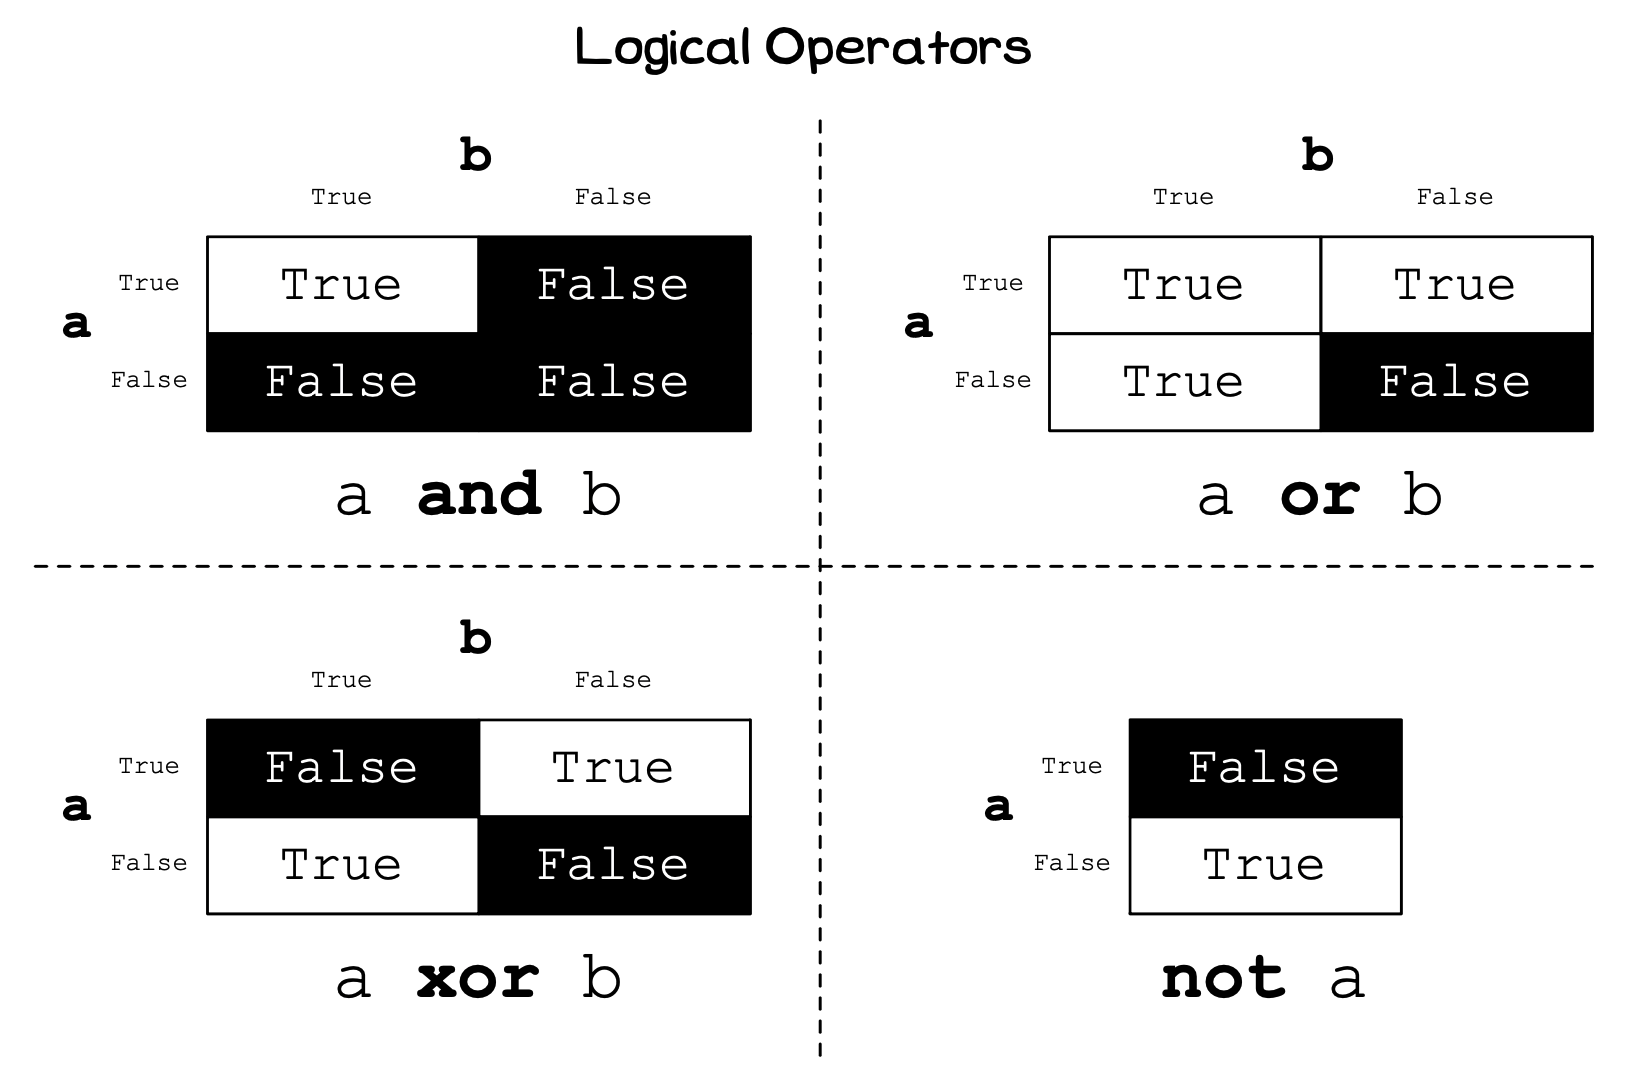 Logical Operators
b
True False
True True False
a
False False False
a and b
b
True False
True True True
a
False True False
a or b
b
True False
True False True
a
False True False
a xor b
True False
a
False True
not a